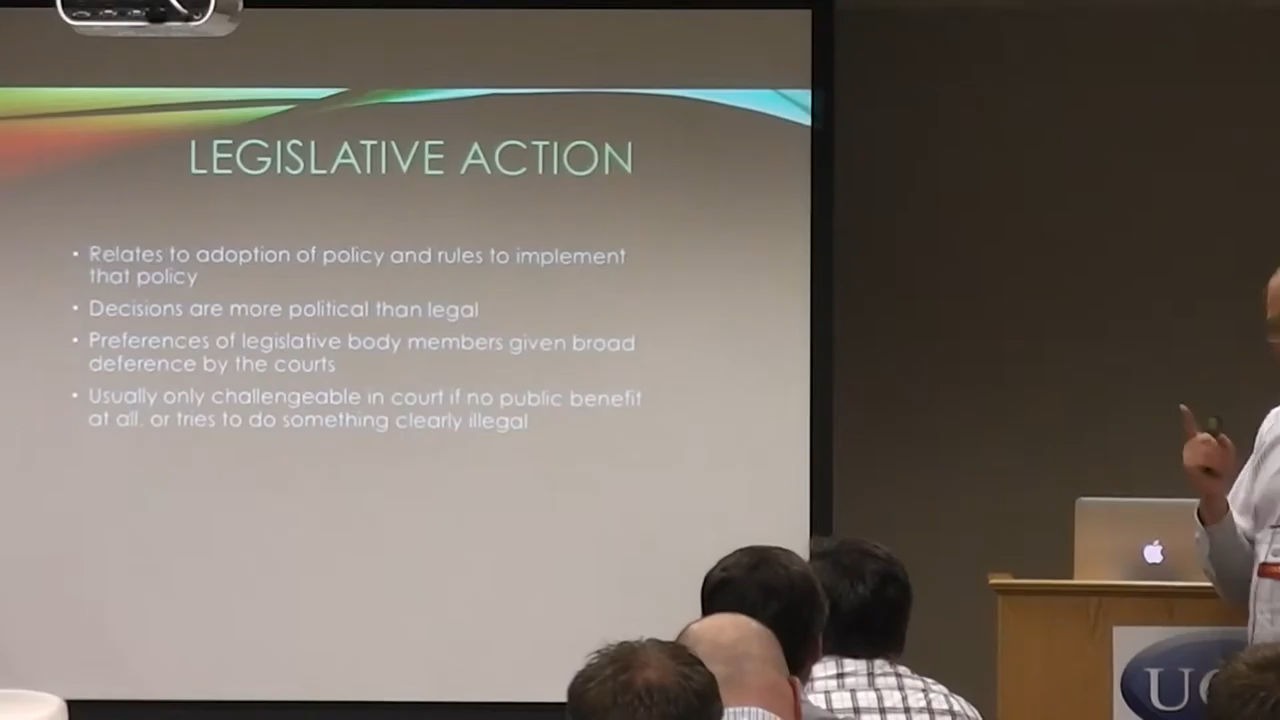 LEGISLATIVE ACTION
• Relates to adoption of policy and rules to implement
that policy
• Decisions are more political than legal
• Preferences of legislative body members given broad
deference by the courts
• Usually only challengeable in court if no public benefit
at all, or tries to do something clearly illegal